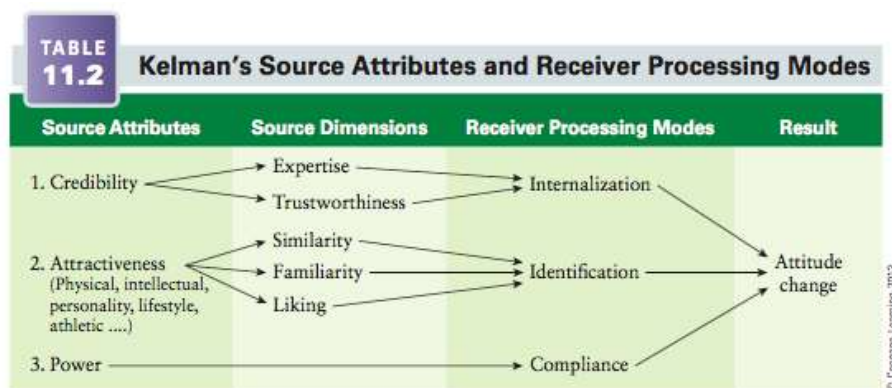 TABLE
11.2
Kelman's Source Attributes and Receiver Processing Modes
Source Attributes Source Dimensions Receiver Processing Modes Result
1. Credibility
Expertise
Trustworthiness
Internalization
2. Attractiveness
(Physical, intellectual,
personality, lifestyle,
athletic ....)
Similarity
Familiarity
Liking
Identification
Attitude
change
3. Power
Compliance
Learning 2013